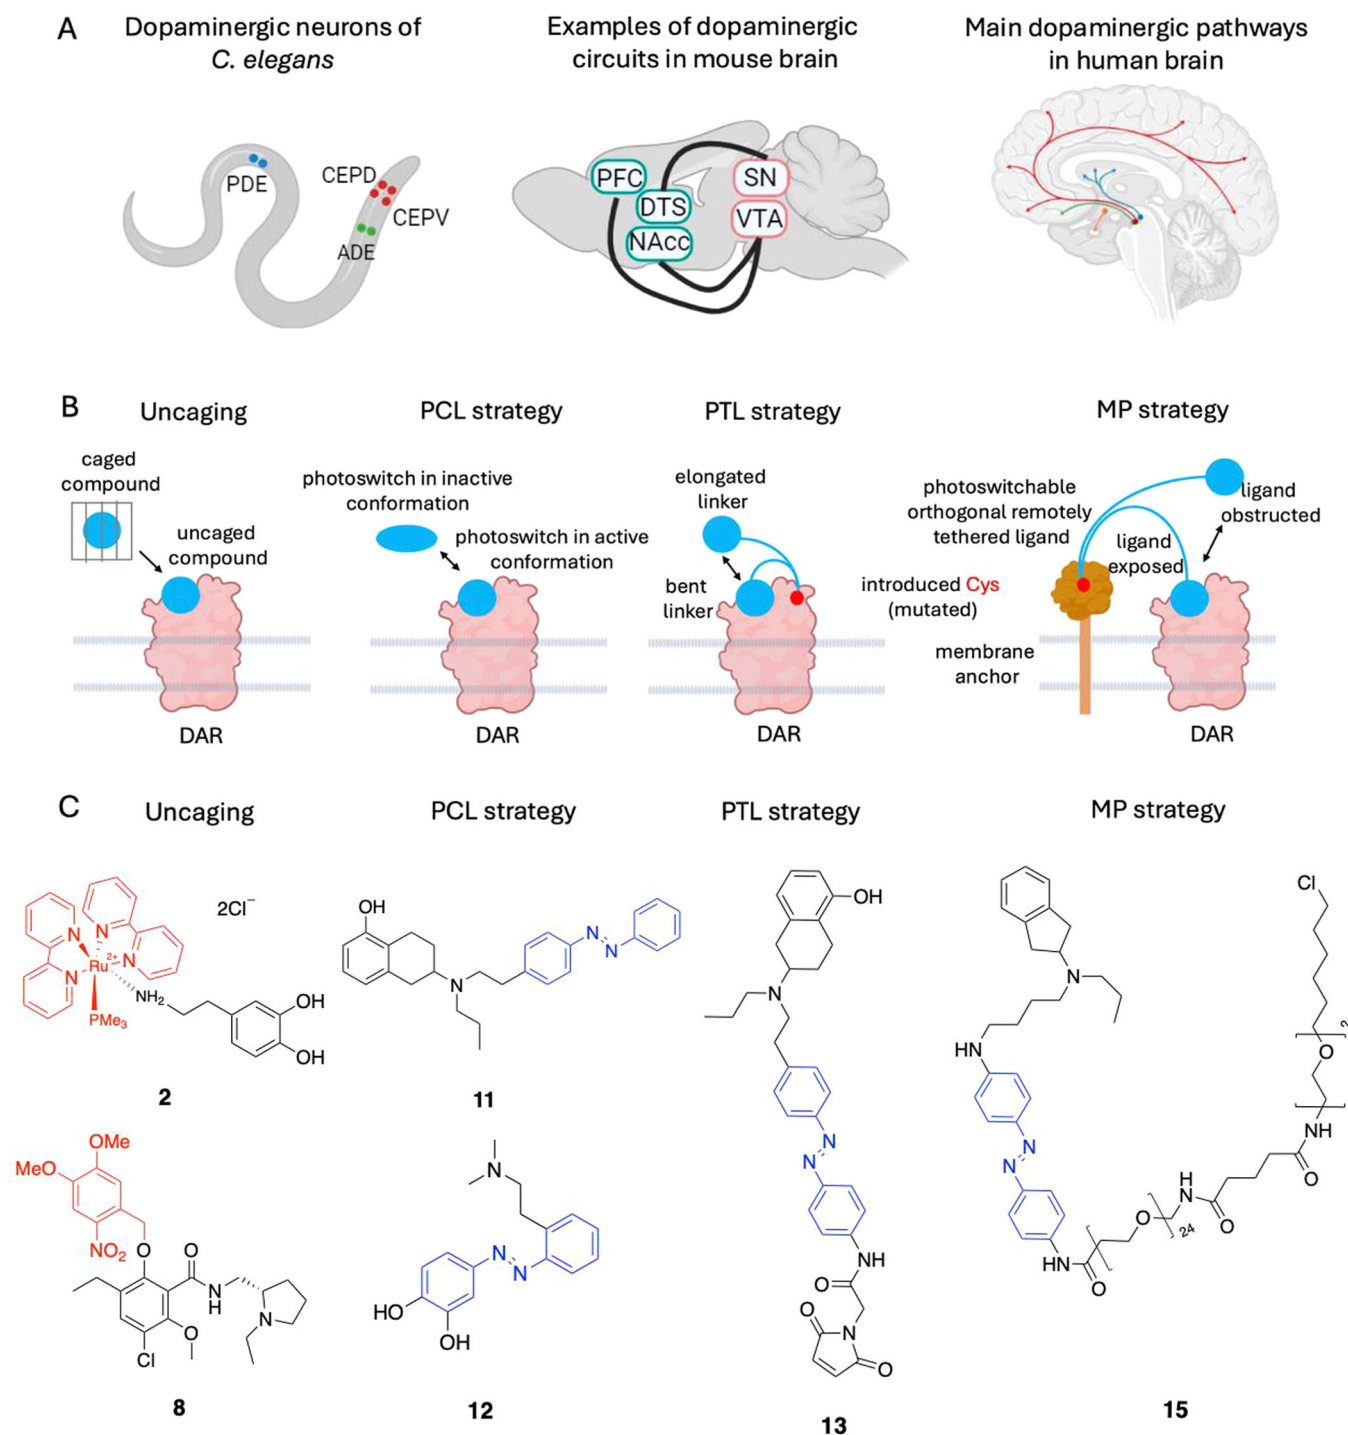 A
Dopaminergic neurons of
C. elegans
Examples of dopaminergic
circuits in mouse brain
Main dopaminergic pathways
in human brain
PDE
CEPD
CEPV
ADE
PFC
DTS
NAcc
SN
VTA
B
Uncaging
PCL strategy
PTL strategy
MP strategy
caged
compound
uncaged
compound
DAR
photoswitch in inactive
conformation
photoswitch in active
conformation
DAR
elongated
linker
bent
linker
DAR
photoswitchable
orthogonal remotely
tethered ligand
ligand
obstructed
ligand
exposed
introduced Cys
(mutated)
membrane
anchor
DAR
C
Uncaging
PCL strategy
PTL strategy
MP strategy
2Cl⁻
N
N
N
N
Ru²⁺
NH₂
PMe₃
OH
OH
2
OH
N
N
N
11
OMe
MeO
NO₂
O
O
N
H
N
O
Cl
8
N
N
N
HO
OH
12
OH
N
N
N
NH
O
O
N
O
13
N
HN
N
N
NH
O
O
24
H
N
O
O
NH
O
2
Cl
15